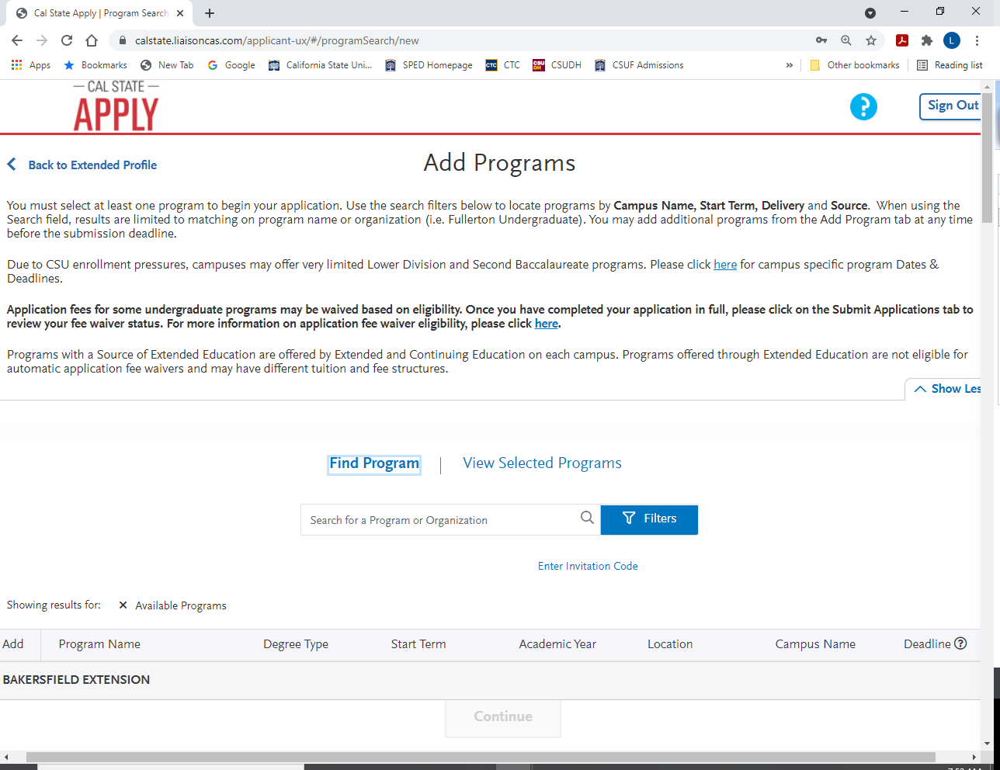 Cal State Apply | Program Search
calstate.liaisoncas.com/applicant-ux/#/programSearch/new
L
Apps Bookmarks New Tab Google California State Uni... SPED Homepage CTC CTC CSU DH CSUDH CSUF Admissions » Other bookmarks Reading list
CAL STATE
APPLY
?
Sign Out
Back to Extended Profile
Add Programs
You must select at least one program to begin your application. Use the search filters below to locate programs by Campus Name, Start Term, Delivery and Source. When using the
Search field, results are limited to matching on program name or organization (i.e. Fullerton Undergraduate). You may add additional programs from the Add Program tab at any time
before the submission deadline.
Due to CSU enrollment pressures, campuses may offer very limited Lower Division and Second Baccalaureate programs. Please click here for campus specific program Dates &
Deadlines.
Application fees for some undergraduate programs may be waived based on eligibility. Once you have completed your application in full, please click on the Submit Applications tab to
review your fee waiver status. For more information on application fee waiver eligibility, please click here.
Programs with a Source of Extended Education are offered by Extended and Continuing Education on each campus. Programs offered through Extended Education are not eligible for
automatic application fee waivers and may have different tuition and fee structures.
Show Les
Find Program | View Selected Programs
Search for a Program or Organization Filters
Enter Invitation Code
Showing results for: × Available Programs
Add Program Name Degree Type Start Term Academic Year Location Campus Name Deadline ?
BAKERSFIELD EXTENSION
Continue